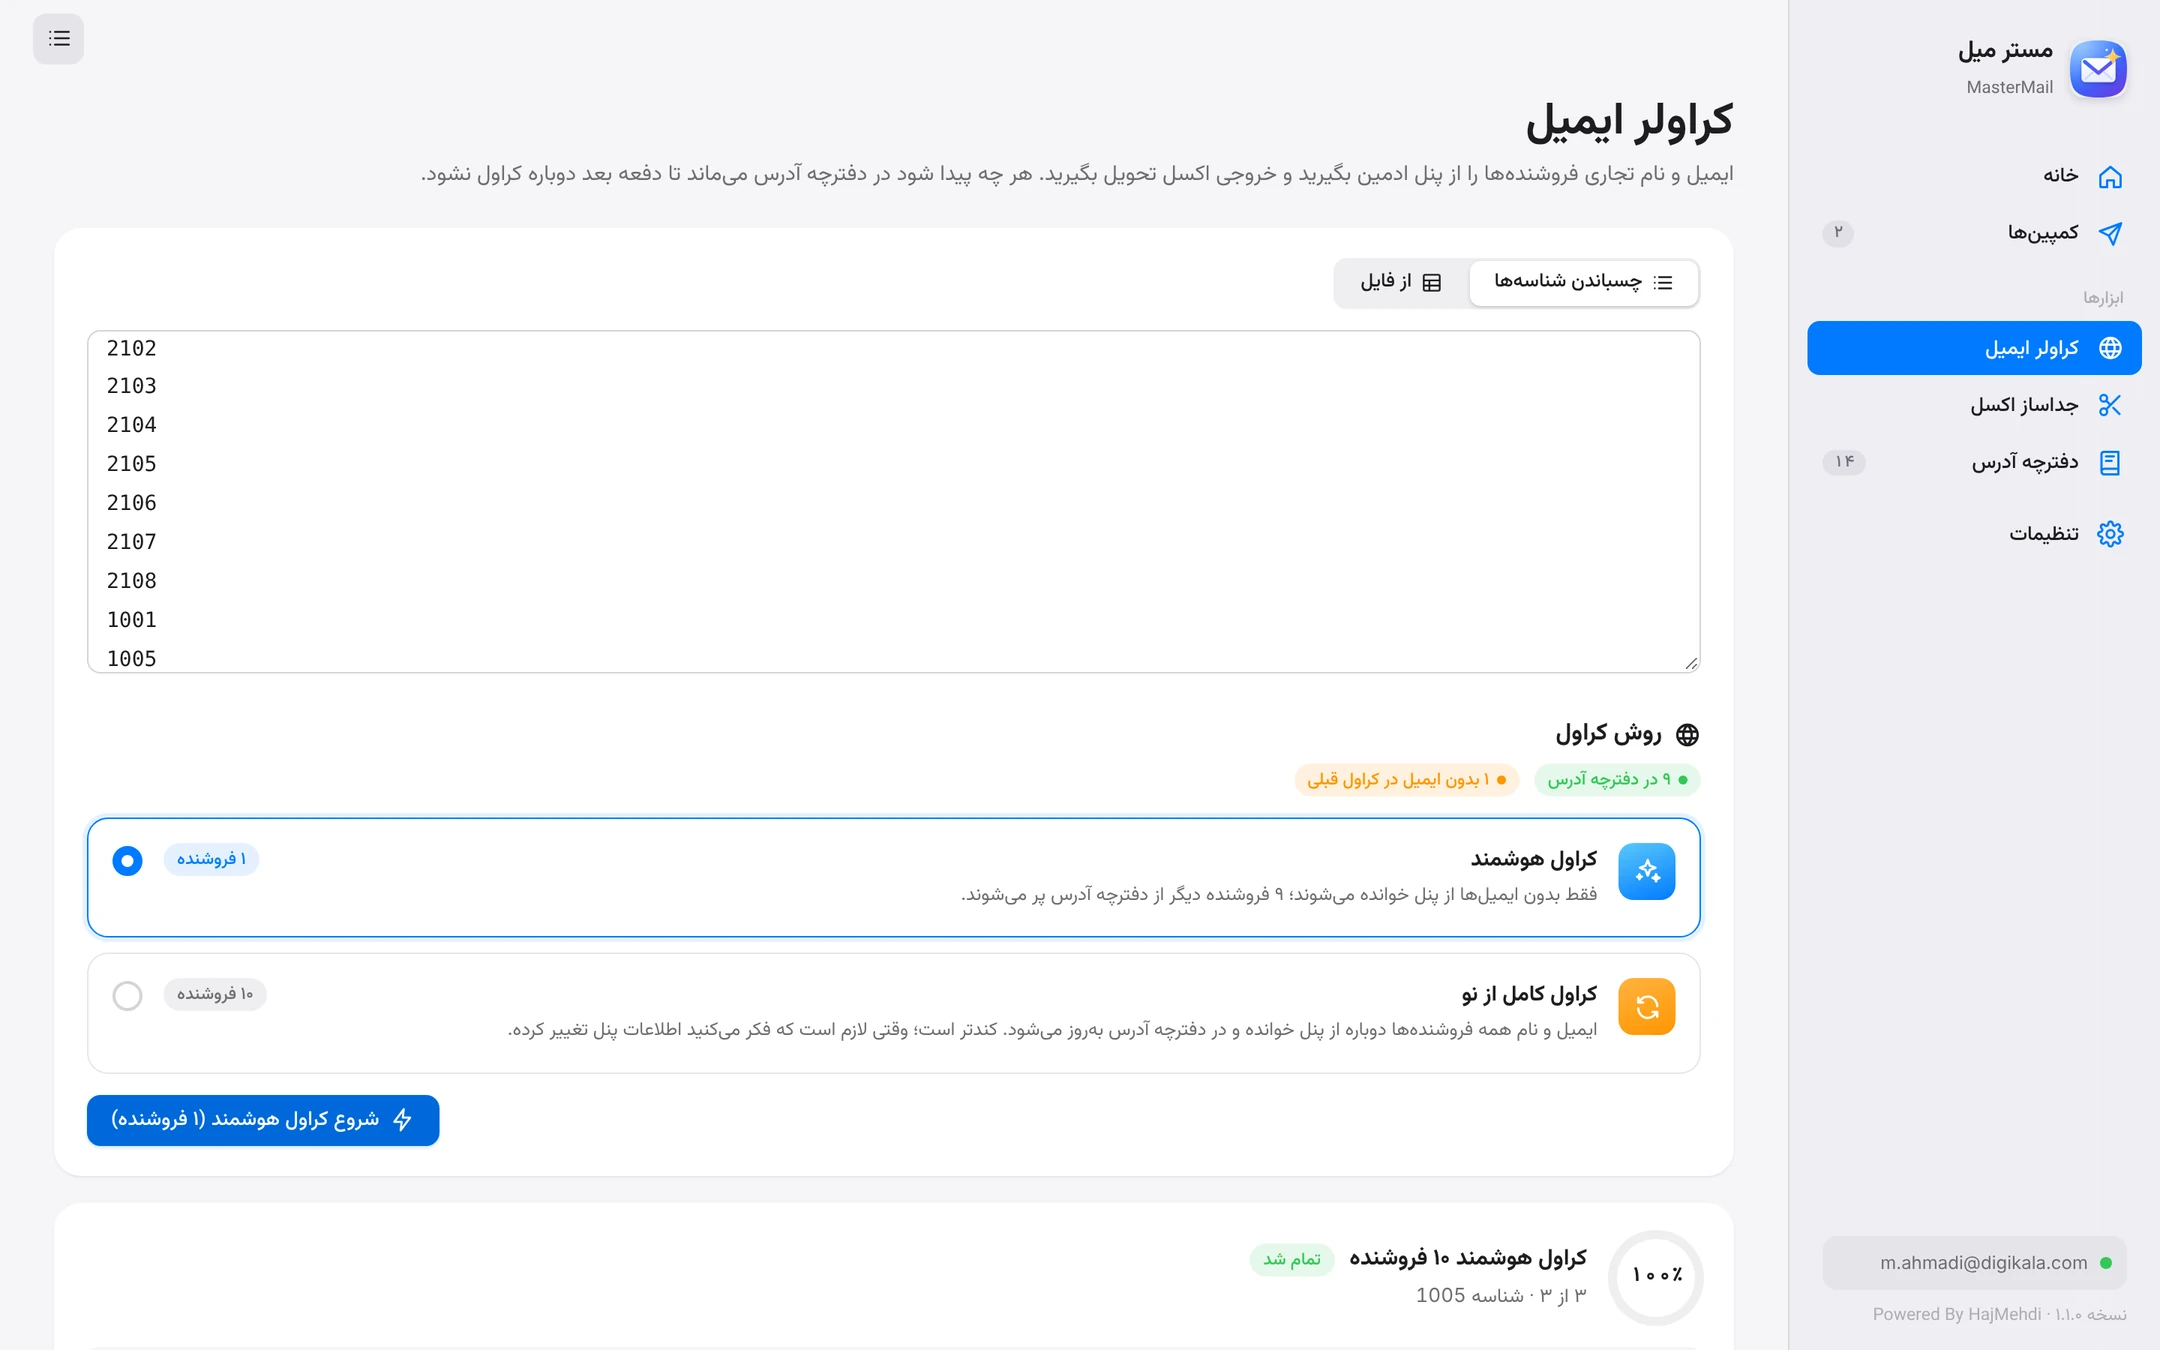 مستر میل
MasterMail
خانه
کمپین‌ها
۲
ابزارها
کراولر ایمیل
جداساز اکسل
دفترچه آدرس
۱۴
تنظیمات
m.ahmadi@digikala.com
نسخه ۱.۱.۰ · Powered By HajMehdi
کراولر ایمیل
ایمیل و نام تجاری فروشنده‌ها را از پنل ادمین بگیرید و خروجی اکسل تحویل بگیرید. هر چه پیدا شود در دفترچه آدرس می‌ماند تا دفعه بعد دوباره کراول نشود.
چسباندن شناسه‌ها
از فایل
2102
2103
2104
2105
2106
2107
2108
1001
1005
روش کراول
۹ در دفترچه آدرس
۱ بدون ایمیل در کراول قبلی
کراول هوشمند
۱ فروشنده
فقط بدون ایمیل‌ها از پنل خوانده می‌شوند؛ ۹ فروشنده دیگر از دفترچه آدرس پر می‌شوند.
کراول کامل از نو
۱۰ فروشنده
ایمیل و نام همه فروشنده‌ها دوباره از پنل خوانده و در دفترچه آدرس به‌روز می‌شود. کندتر است؛ وقتی لازم است که فکر می‌کنید اطلاعات پنل تغییر کرده.
شروع کراول هوشمند (۱ فروشنده)
۱۰۰٪
کراول هوشمند ۱۰ فروشنده
تمام شد
۳ از ۳ · شناسه 1005